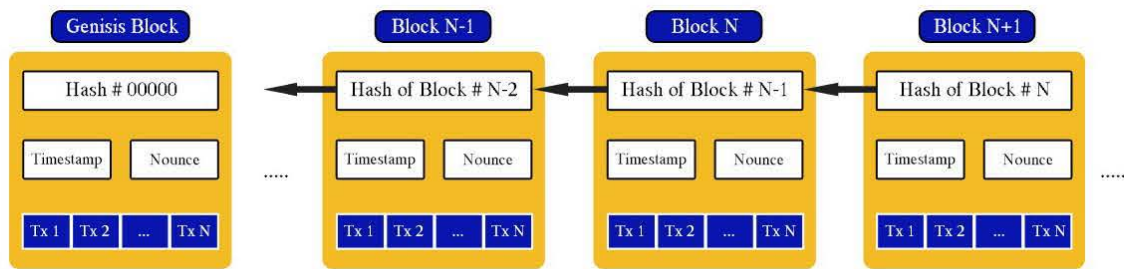 Genisis Block
Block N-1
Block N
Block N+1
Hash # 00000
Hash of Block # N-2
Hash of Block # N-1
Hash of Block # N
Timestamp
Nounce
Timestamp
Nounce
Timestamp
Nounce
Timestamp
Nounce
.....
.....
Tx 1
Tx 2
...
Tx N
Tx 1
Tx 2
...
Tx N
Tx 1
Tx 2
...
Tx N
Tx 1
Tx 2
...
Tx N